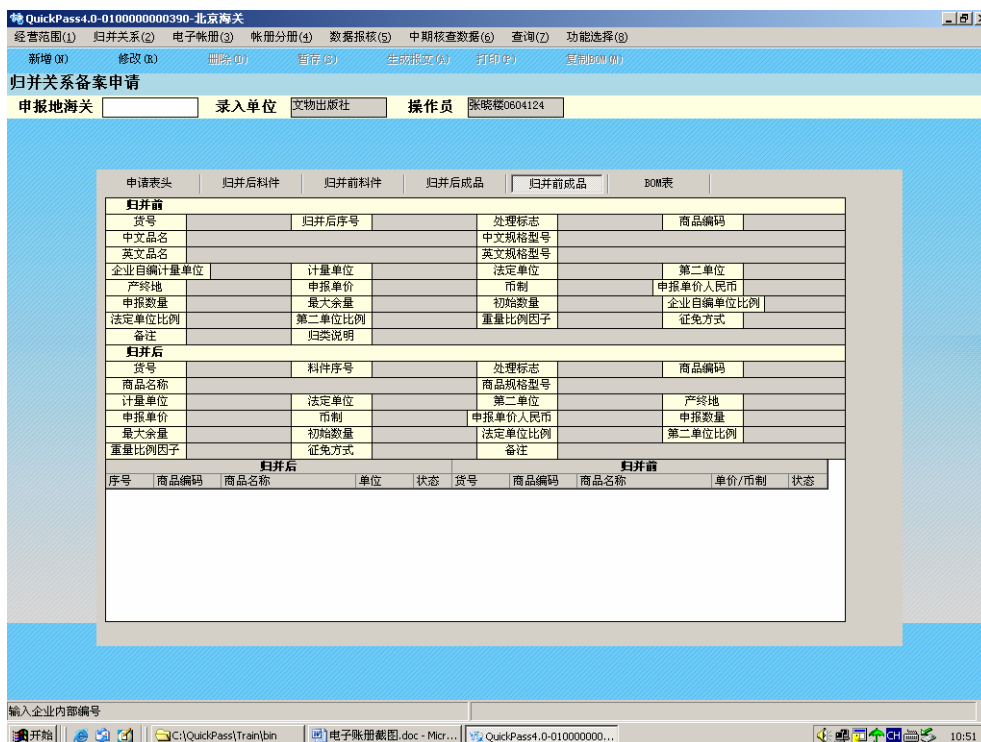 QuickPass4.0-0100000000390-北京海关
经营范围(1) 归并关系(2) 电子帐册(3) 帐册分册(4) 数据报核(5) 中期核查数据(6) 查询(7) 功能选择(8)
新增(N) 修改(R) 删除(D) 暂存(S) 生成报文(A) 打印(P) 复制BOM(M)
归并关系备案申请
申报地海关 录入单位 文物出版社 操作员 张晓楼0604124
申请表头 归并后料件 归并前料件 归并后成品 归并前成品 BOM表
归并前
货号 归并后序号 处理标志 商品编码
中文品名 中文规格型号
英文品名 英文规格型号
企业自编计量单位 计量单位 法定单位 第二单位
产终地 申报单价 币制 申报单价人民币
申报数量 最大余量 初始数量 企业自编单位比例
法定单位比例 第二单位比例 重量比例因子 征免方式
备注 归类说明
归并后
货号 料件序号 处理标志 商品编码
商品名称 商品规格型号
计量单位 法定单位 第二单位 产终地
申报单价 币制 申报单价人民币 申报数量
最大余量 初始数量 法定单位比例 第二单位比例
重量比例因子 征免方式 备注
归并后 归并前
序号 商品编码 商品名称 单位 状态 货号 商品编码 商品名称 单价/币制 状态
输入企业内部编号
开始 C:\QuickPass\Train\bin 电子账册截图.doc - Micr... QuickPass4.0-010000000... CH 10:51